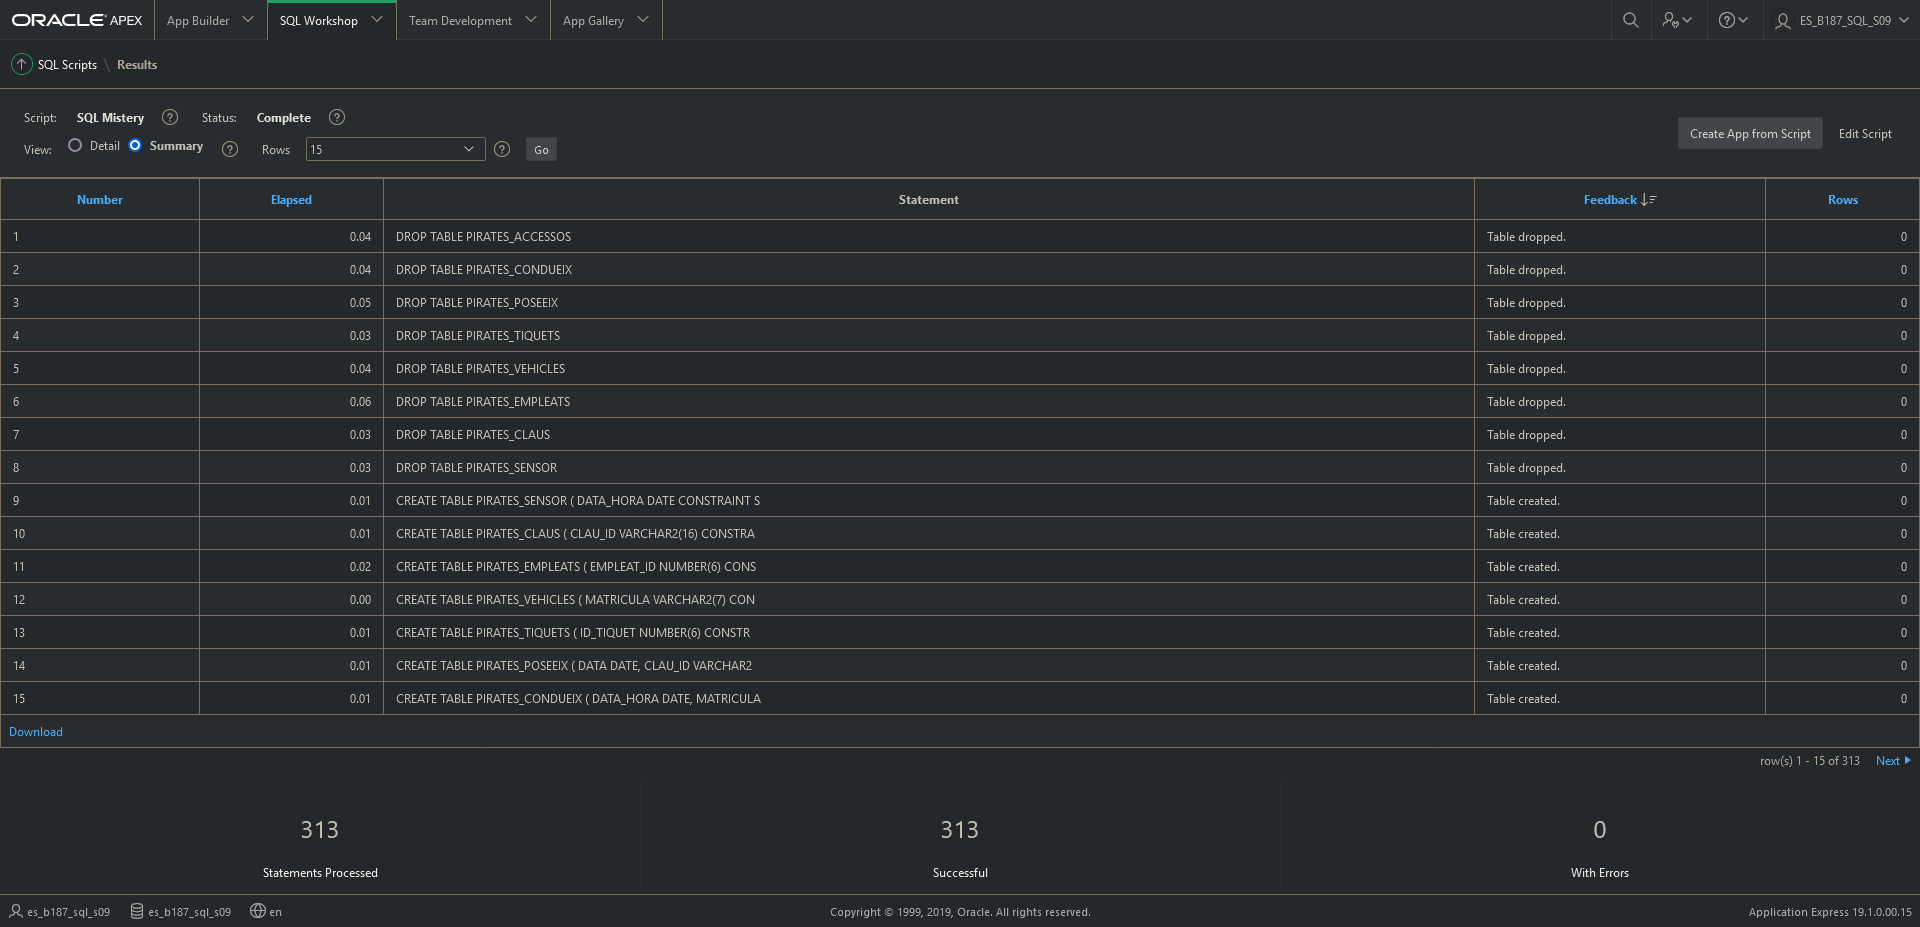 ORACLE APEX App Builder SQL Workshop Team Development App Gallery ES_B187_SQL_S09
SQL Scripts \ Results
Script: SQL Mistery ? Status: Complete ?
View: Detail Summary ? Rows 15 ? Go
Create App from Script Edit Script
Number Elapsed Statement Feedback Rows
1 0.04 DROP TABLE PIRATES_ACCESSOS Table dropped. 0
2 0.04 DROP TABLE PIRATES_CONDUEIX Table dropped. 0
3 0.05 DROP TABLE PIRATES_POSEEIX Table dropped. 0
4 0.03 DROP TABLE PIRATES_TIQUETS Table dropped. 0
5 0.04 DROP TABLE PIRATES_VEHICLES Table dropped. 0
6 0.06 DROP TABLE PIRATES_EMPLEATS Table dropped. 0
7 0.03 DROP TABLE PIRATES_CLAUS Table dropped. 0
8 0.03 DROP TABLE PIRATES_SENSOR Table dropped. 0
9 0.01 CREATE TABLE PIRATES_SENSOR ( DATA_HORA DATE CONSTRAINT S Table created. 0
10 0.01 CREATE TABLE PIRATES_CLAUS ( CLAU_ID VARCHAR2(16) CONSTRA Table created. 0
11 0.02 CREATE TABLE PIRATES_EMPLEATS ( EMPLEAT_ID NUMBER(6) CONS Table created. 0
12 0.00 CREATE TABLE PIRATES_VEHICLES ( MATRICULA VARCHAR2(7) CON Table created. 0
13 0.01 CREATE TABLE PIRATES_TIQUETS ( ID_TIQUET NUMBER(6) CONSTR Table created. 0
14 0.01 CREATE TABLE PIRATES_POSEEIX ( DATA DATE, CLAU_ID VARCHAR2 Table created. 0
15 0.01 CREATE TABLE PIRATES_CONDUEIX ( DATA_HORA DATE, MATRICULA Table created. 0
Download
row(s) 1 - 15 of 313 Next
313 313 0
Statements Processed Successful With Errors
es_b187_sql_s09 es_b187_sql_s09 en Copyright © 1999, 2019, Oracle. All rights reserved. Application Express 19.1.0.00.15